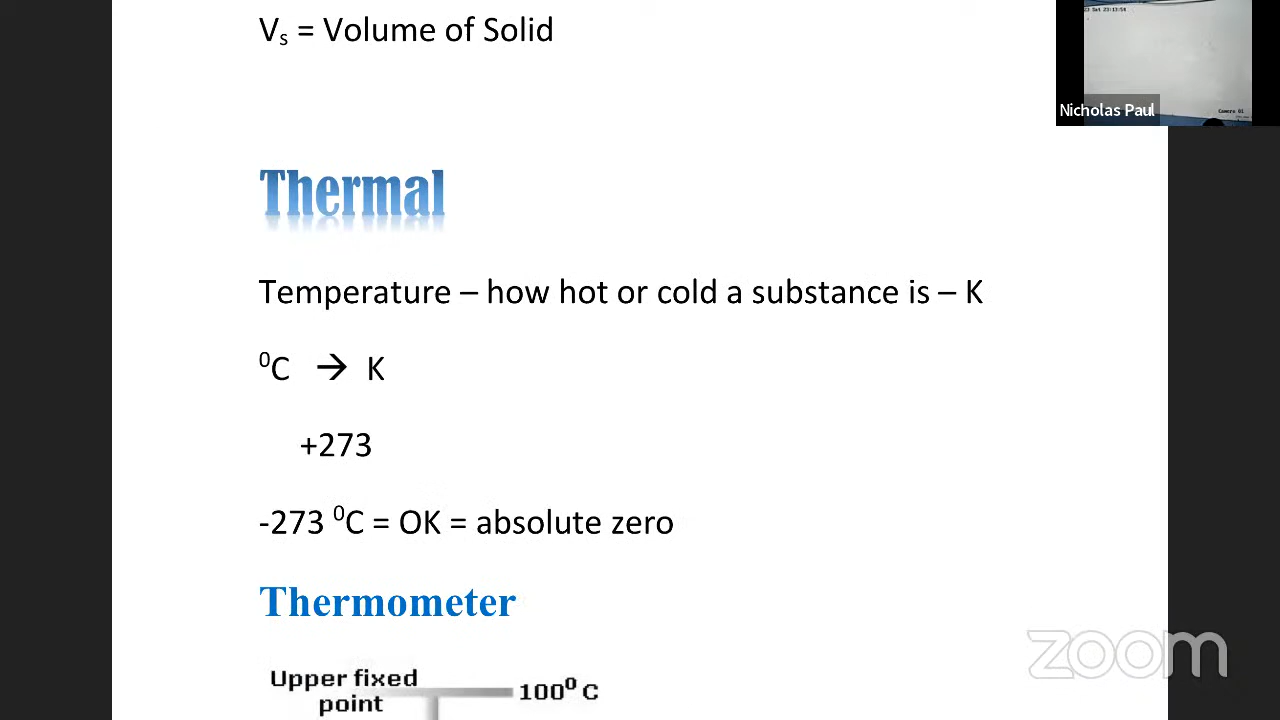 Vₛ = Volume of Solid
Nicholas Paul
Thermal
Temperature – how hot or cold a substance is – K
⁰C → K
+273
-273 ⁰C = OK = absolute zero
Thermometer
Upper fixed
point
100⁰ C
zoom